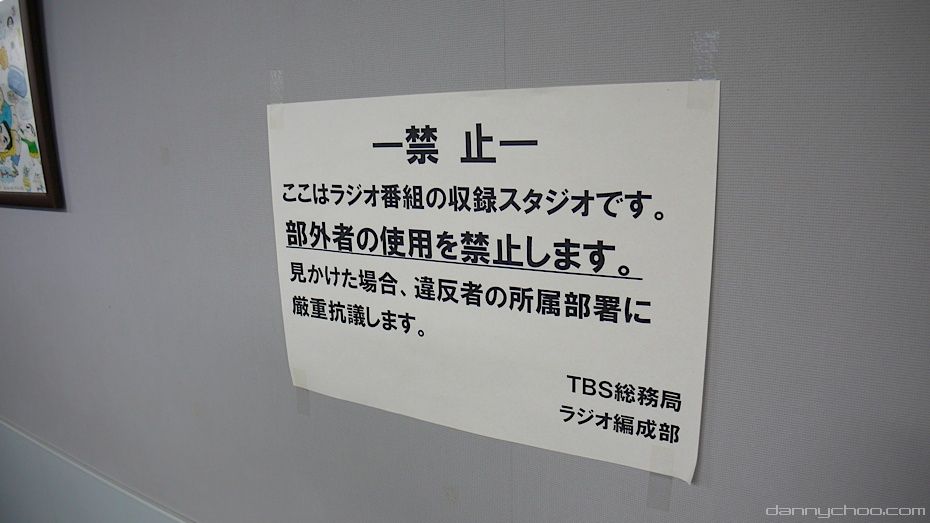 ー禁 止ー
ここはラジオ番組の収録スタジオです。
部外者の使用を禁止します。
見かけた場合、違反者の所属部署に
厳重抗議します。
TBS総務局
ラジオ編成部
dannychoo.com